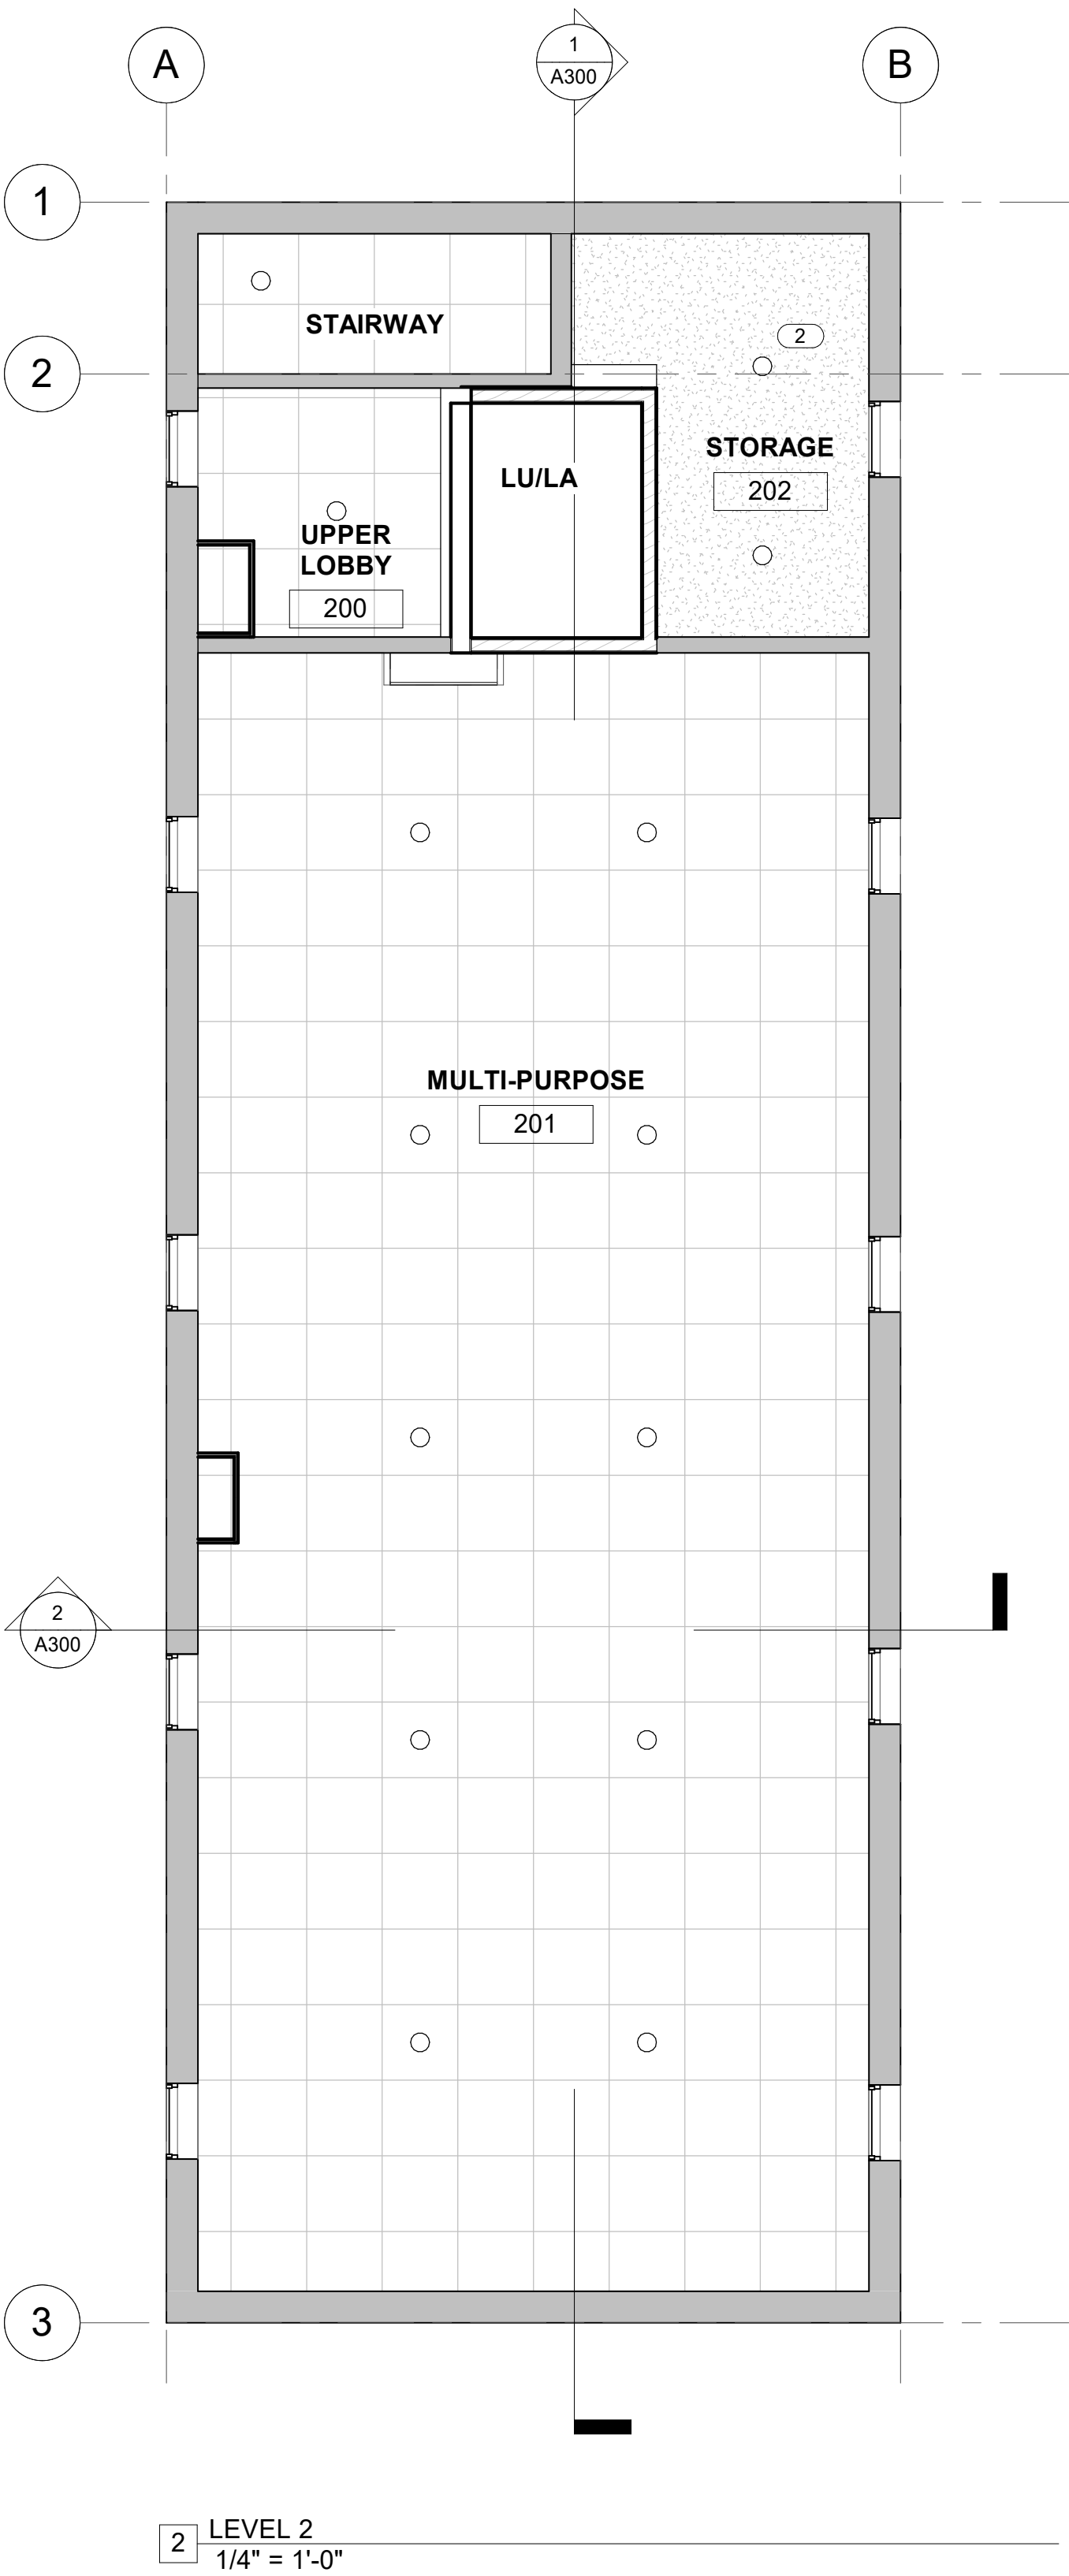 A
1
A300
B
1
STAIRWAY
2
2
STORAGE
202
LU/LA
UPPER
LOBBY
200
MULTI-PURPOSE
201
2
A300
3
2
LEVEL 2
1/4" = 1'-0"